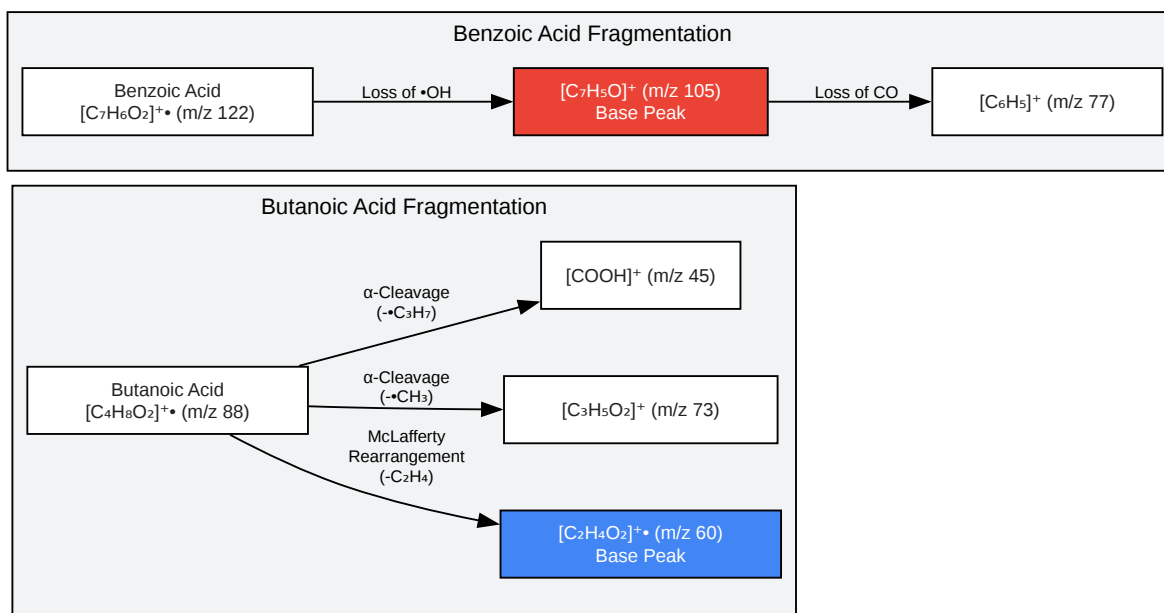 Benzoic Acid Fragmentation
Benzoic Acid
[C₇H₆O₂]⁺• (m/z 122)
Loss of •OH
[C₇H₅O]⁺ (m/z 105)
Base Peak
Loss of CO
[C₆H₅]⁺ (m/z 77)
Butanoic Acid Fragmentation
[COOH]⁺ (m/z 45)
α-Cleavage
(-•C₃H₇)
Butanoic Acid
[C₄H₈O₂]⁺• (m/z 88)
α-Cleavage
(-•CH₃)
[C₃H₅O₂]⁺ (m/z 73)
McLafferty
Rearrangement
(-C₂H₄)
[C₂H₄O₂]⁺• (m/z 60)
Base Peak